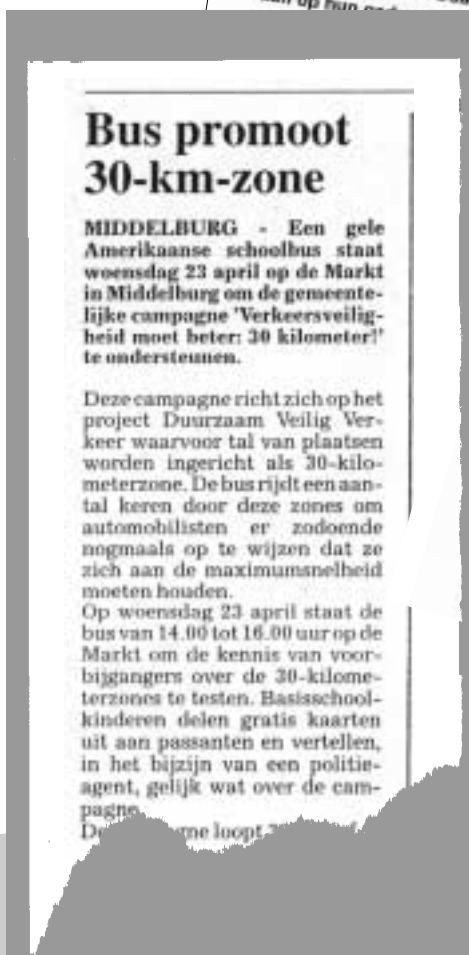 Bus promoot
30-km-zone
MIDDELBURG - Een gele
Amerikaanse schoolbus staat
woensdag 23 april op de Markt
in Middelburg om de gemeente-
lijke campagne 'Verkeersveilig-
heid moet beter: 30 kilometer!'
te ondersteunen.
Deze campagne richt zich op het
project Duurzaam Veilig Ver-
keer waarvoor tal van plaatsen
worden ingericht als 30-kilo-
meterzone. De bus rijdt een aan-
tal keren door deze zones om
automobilisten er zodoende
nogmaals op te wijzen dat ze
zich aan de maximumsnelheid
moeten houden.
Op woensdag 23 april staat de
bus van 14.00 tot 16.00 uur op de
Markt om de kennis van voor-
bijgangers over de 30-kilome-
terzones te testen. Basisschool-
kinderen delen gratis kaarten
uit aan passanten en vertellen,
in het bijzijn van een politie-
agent, gelijk wat over de cam-
pagne.
loopt